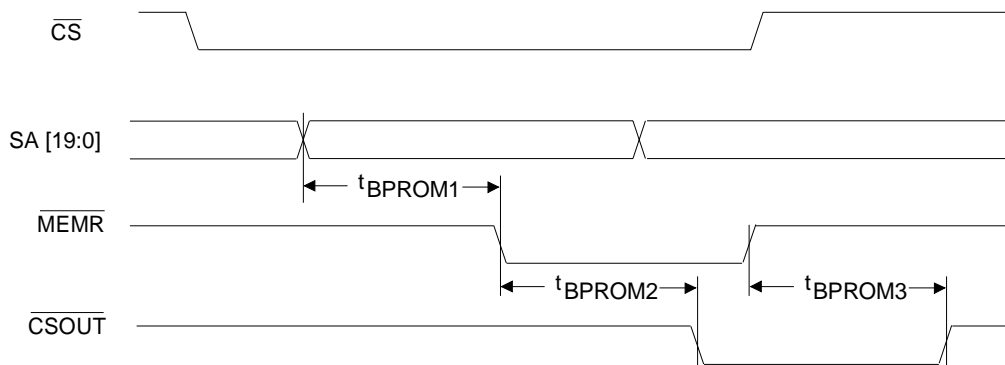 CS
SA [19:0]
tBPROM1
MEMR
tBPROM2
tBPROM3
CSOUT